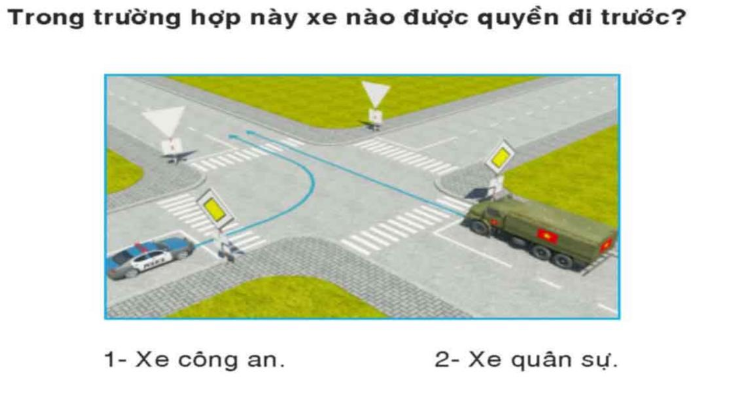 Trong trường hợp này xe nào được quyền đi trước?
1- Xe công an.
2- Xe quân sự.